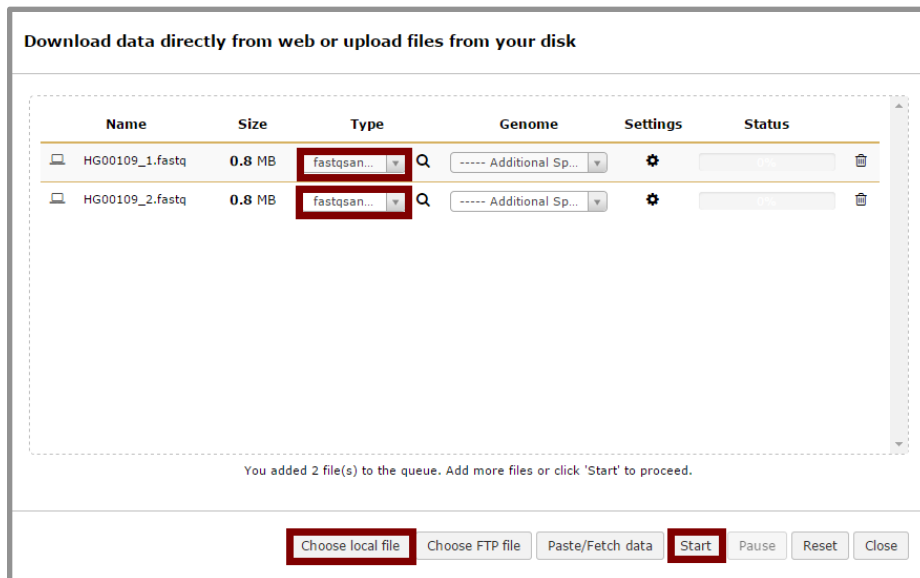 Download data directly from web or upload files from your disk
Name Size Type Genome Settings Status
HG00109_1.fastq 0.8 MB fastqsan... ----- Additional Sp... 0%
HG00109_2.fastq 0.8 MB fastqsan... ----- Additional Sp... 0%
You added 2 file(s) to the queue. Add more files or click 'Start' to proceed.
Choose local file Choose FTP file Paste/Fetch data Start Pause Reset Close